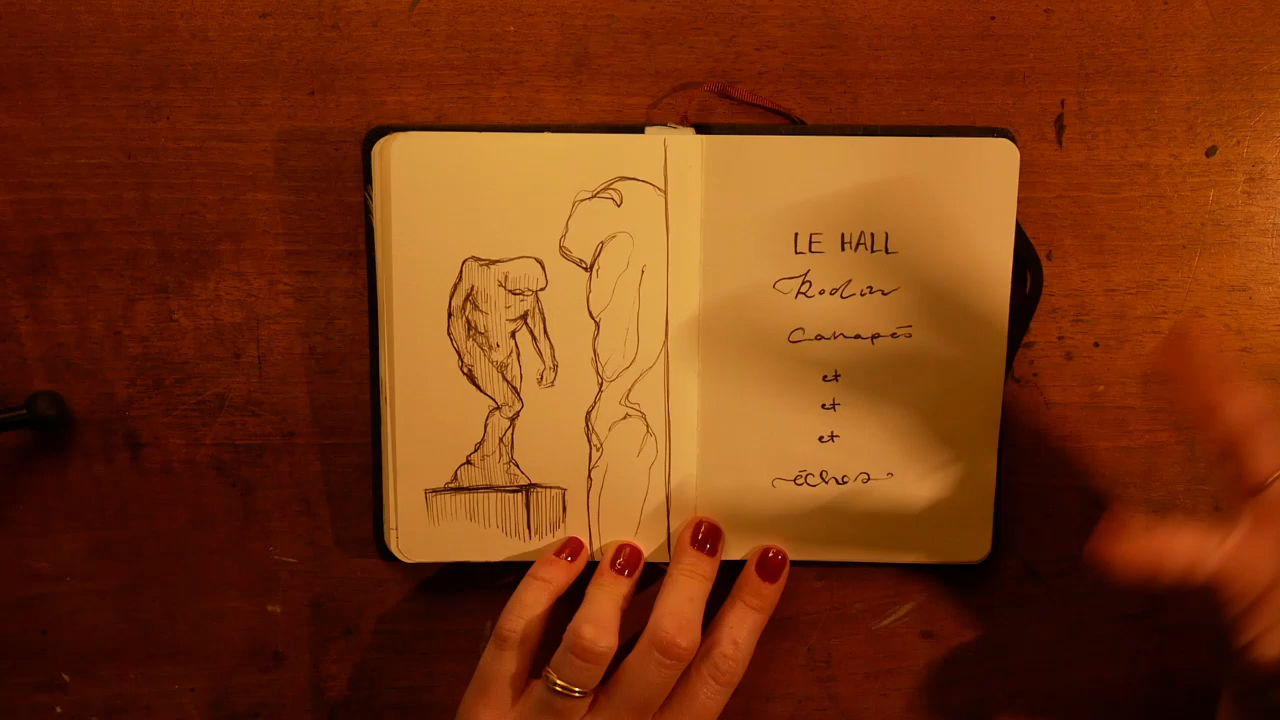 LE HALL
Rodin
Canapés
et
et
et
échos